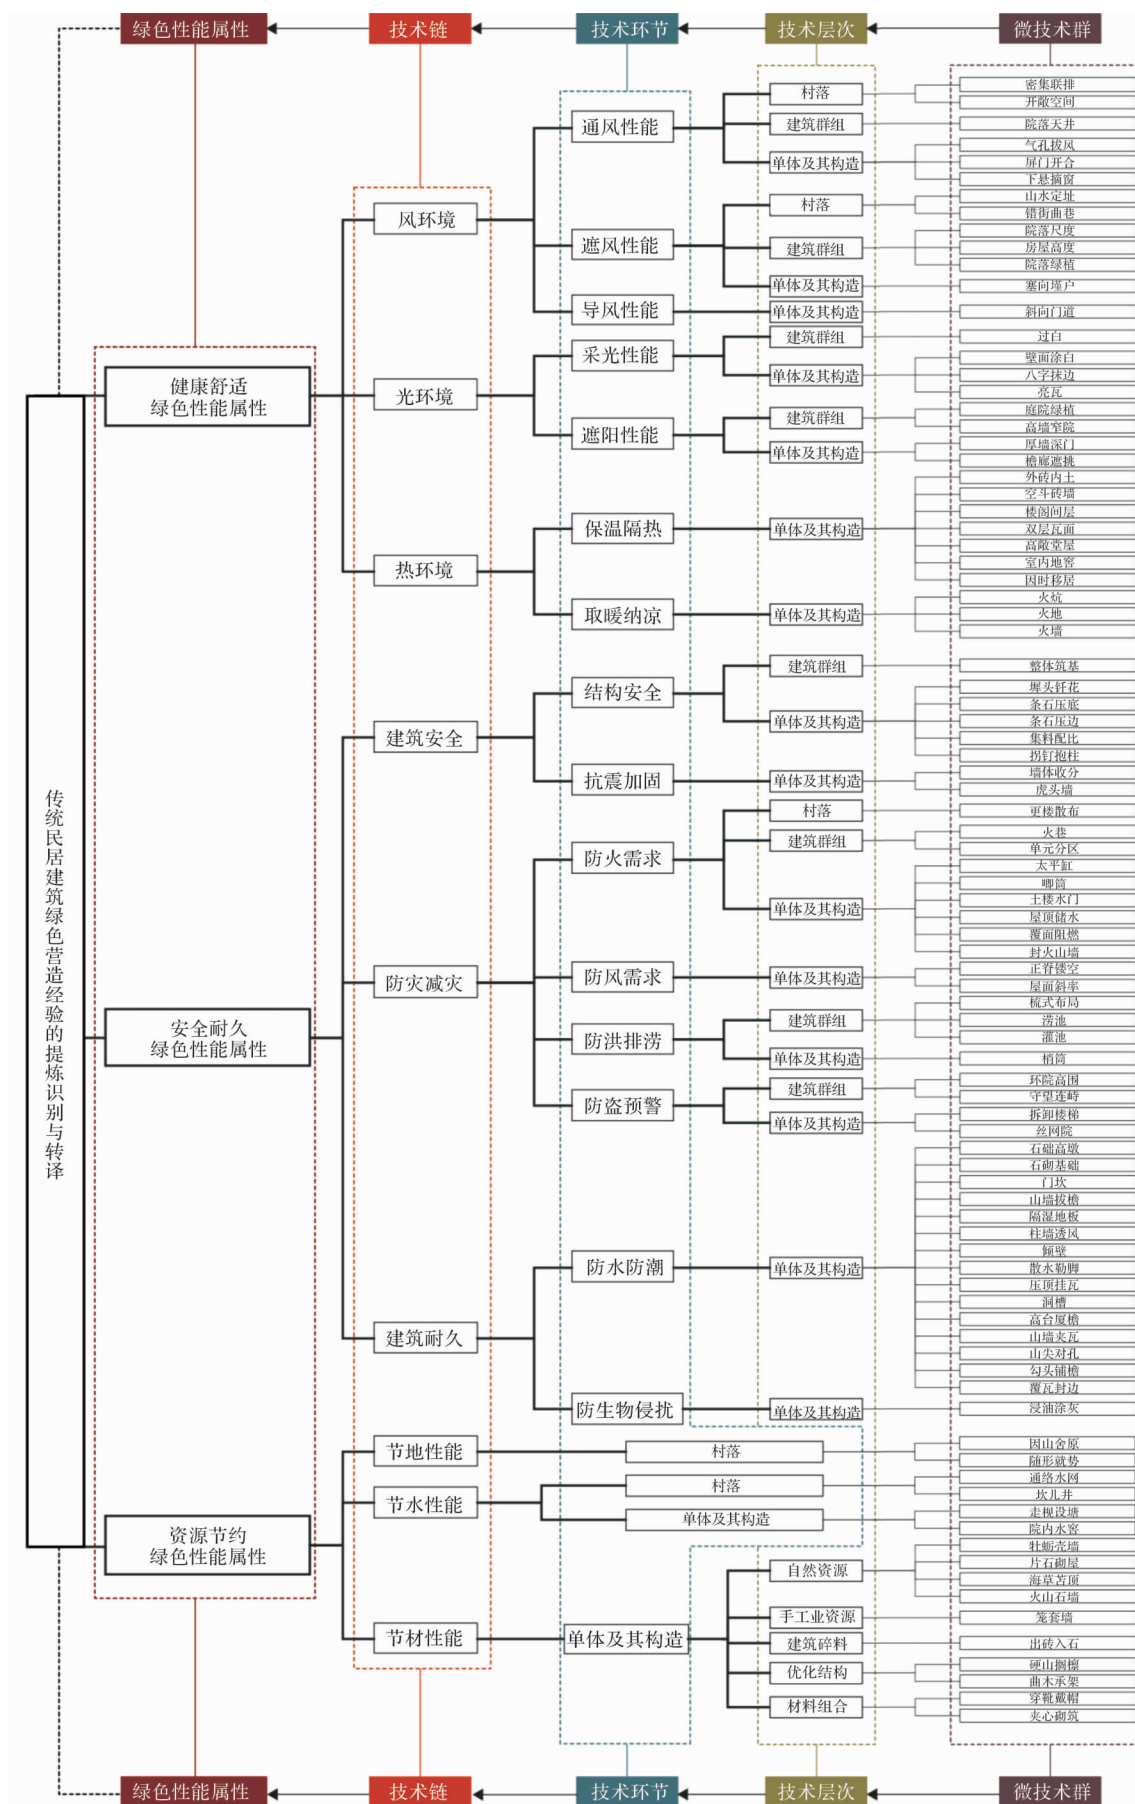 绿色性能属性
技术链
技术环节
技术层次
微技术群
传统民居建筑绿色营造经验的提炼识别与转译
健康舒适
绿色性能属性
风环境
通风性能
村落
密集联排
开敞空间
建筑群组
院落天井
单体及其构造
气孔拔风
屏门开合
下悬摘窗
遮风性能
村落
山水定址
错街曲巷
建筑群组
院落尺度
房屋高度
院落绿植
单体及其构造
塞向墐户
导风性能
单体及其构造
斜向门道
光环境
采光性能
建筑群组
过白
单体及其构造
壁面涂白
八字抹边
亮瓦
遮阳性能
建筑群组
庭院绿植
高墙窄院
单体及其构造
厚墙深门
檐廊遮挑
热环境
保温隔热
单体及其构造
外砖内土
空斗砖墙
楼阁间层
双层瓦面
高敞堂屋
室内地窖
因时移居
取暖纳凉
单体及其构造
火炕
火地
火墙
安全耐久
绿色性能属性
建筑安全
结构安全
建筑群组
整体筑基
单体及其构造
墀头钎花
条石压底
条石压边
集料配比
拐钉抱柱
抗震加固
单体及其构造
墙体收分
虎头墙
防灾减灾
防火需求
村落
更楼散布
建筑群组
火巷
单元分区
单体及其构造
太平缸
唧筒
土楼水门
屋顶储水
覆面阻燃
封火山墙
防风需求
单体及其构造
正脊镂空
屋面斜率
防洪排涝
建筑群组
梳式布局
涝池
灌池
单体及其构造
梢筒
防盗预警
建筑群组
环院高围
守望连峙
单体及其构造
拆卸楼梯
丝网院
建筑耐久
防水防潮
单体及其构造
石础高墩
石砌基础
门坎
山墙拔檐
隔湿地板
柱墙透风
倾壁
散水勒脚
压顶挂瓦
洞槽
高台厦檐
山墙夹瓦
山尖对孔
勾头铺檐
覆瓦封边
防生物侵扰
单体及其构造
浸油涂灰
资源节约
绿色性能属性
节地性能
村落
因山舍原
随形就势
节水性能
村落
通络水网
坎儿井
单体及其构造
走枧设塘
院内水窖
节材性能
单体及其构造
自然资源
牡蛎壳墙
片石砌屋
海草苫顶
火山石墙
手工业资源
笼套墙
建筑碎料
出砖入石
优化结构
硬山搁檩
曲木承架
材料组合
穿靴戴帽
夹心砌筑
绿色性能属性
技术链
技术环节
技术层次
微技术群